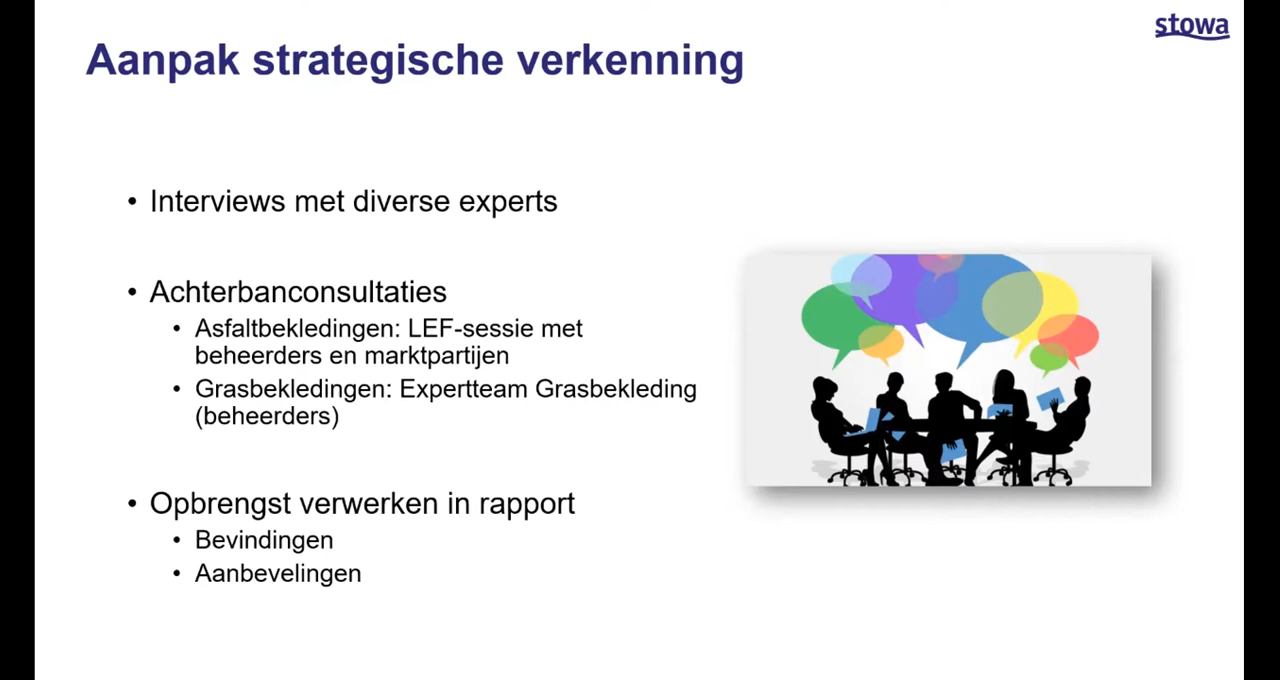 stowa
Aanpak strategische verkenning
• Interviews met diverse experts
• Achterbanconsultaties
• Asfaltbekledingen: LEF-sessie met
beheerders en marktpartijen
• Grasbekledingen: Expertteam Grasbekleding
(beheerders)
• Opbrengst verwerken in rapport
• Bevindingen
• Aanbevelingen